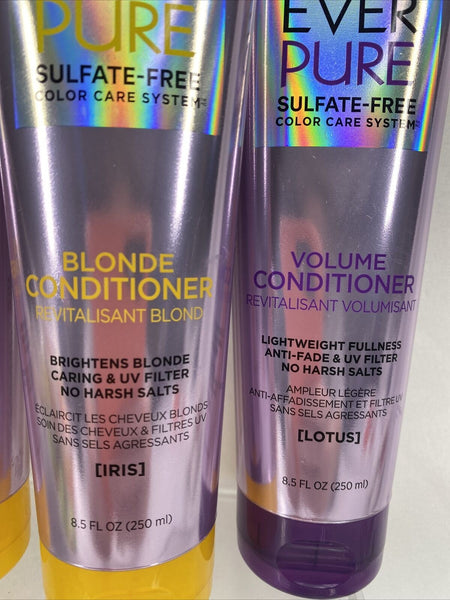 PURE
SULFATE-FREE
COLOR CARE SYSTEM
BLONDE
CONDITIONER
REVITALISANT BLOND
BRIGHTENS BLONDE
CARING & UV FILTER
NO HARSH SALTS
ÉCLAIRCIT LES CHEVEUX BLONDS
SOIN DES CHEVEUX & FILTRES UV
SANS SELS AGRESSANTS
[IRIS]
8.5 FL OZ (250 ml)
EVER
PURE
SULFATE-FREE
COLOR CARE SYSTEM
VOLUME
CONDITIONER
REVITALISANT VOLUMISANT
LIGHTWEIGHT FULLNESS
ANTI-FADE & UV FILTER
NO HARSH SALTS
AMPLEUR LÉGÈRE
ANTI-AFFADISSEMENT ET FILTRE UV
SANS SELS AGRESSANTS
[LOTUS]
8.5 FL OZ (250 ml)